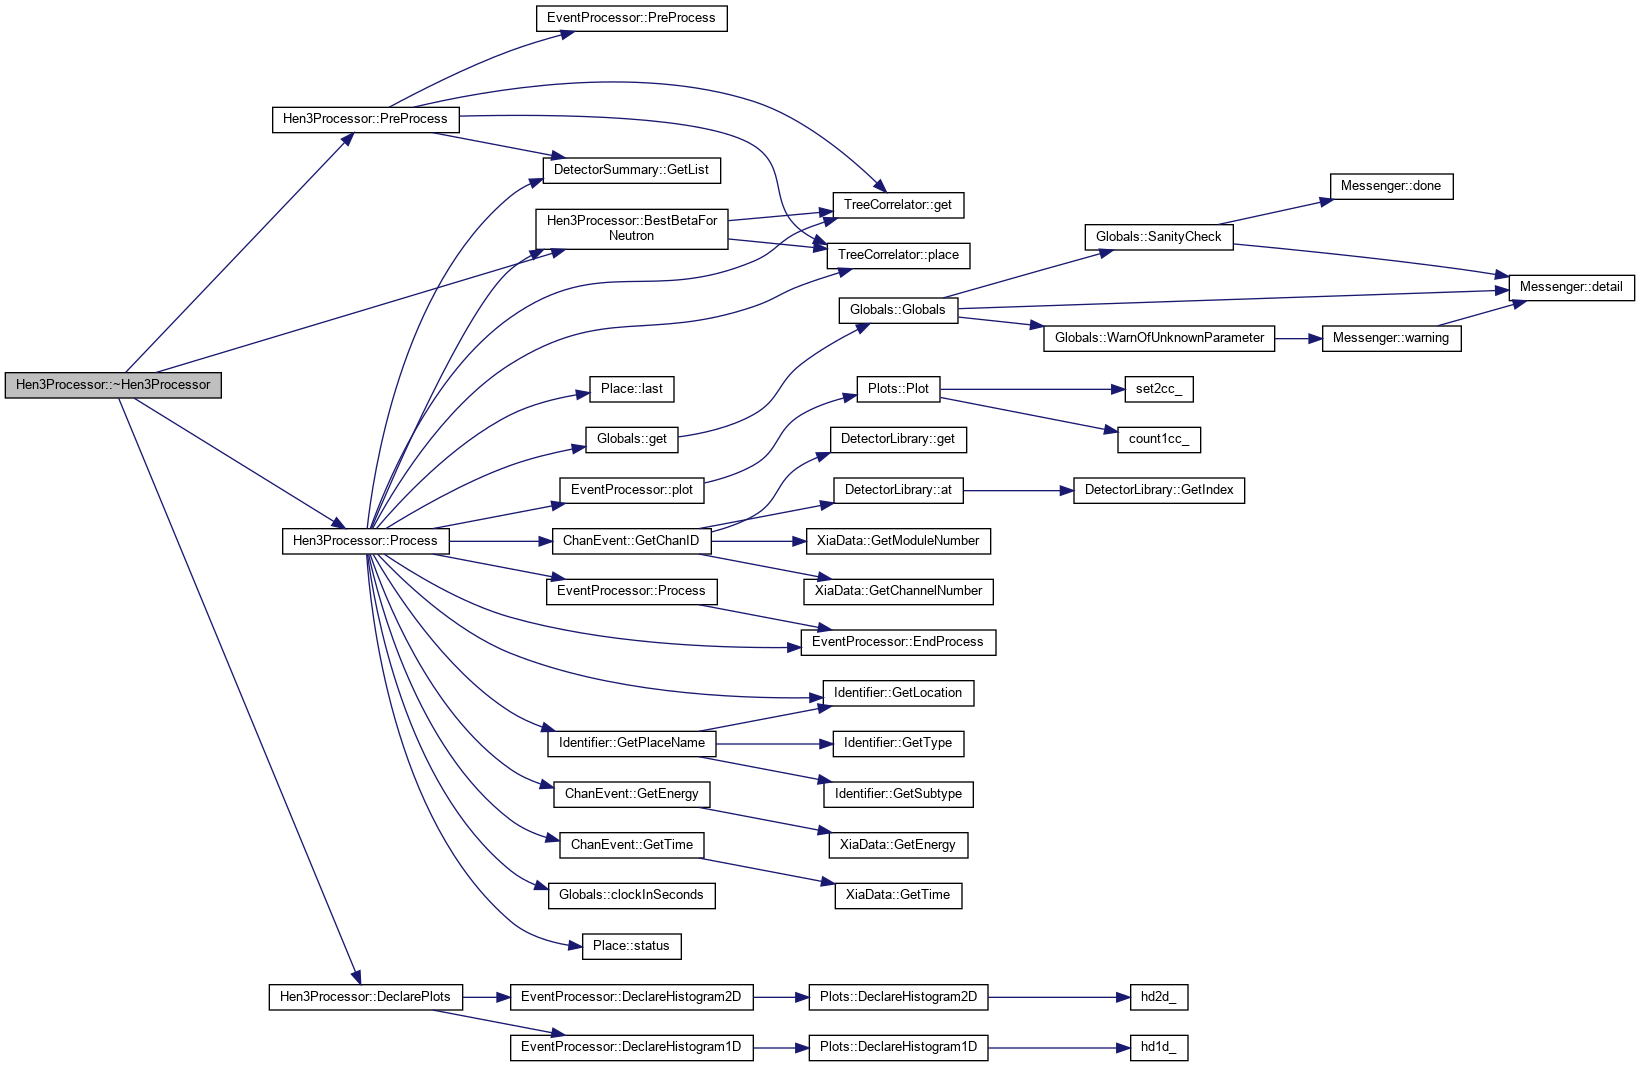 EventProcessor::PreProcess
Hen3Processor::PreProcess
DetectorSummary::GetList
Messenger::done
TreeCorrelator::get
Hen3Processor::BestBetaFor
Neutron
Globals::SanityCheck
TreeCorrelator::place
Messenger::detail
Globals::Globals
Globals::WarnOfUnknownParameter
Messenger::warning
Hen3Processor::~Hen3Processor
Place::last
Plots::Plot
set2cc_
Globals::get
DetectorLibrary::get
count1cc_
EventProcessor::plot
DetectorLibrary::at
DetectorLibrary::GetIndex
Hen3Processor::Process
ChanEvent::GetChanID
XiaData::GetModuleNumber
EventProcessor::Process
XiaData::GetChannelNumber
EventProcessor::EndProcess
Identifier::GetLocation
Identifier::GetPlaceName
Identifier::GetType
ChanEvent::GetEnergy
Identifier::GetSubtype
ChanEvent::GetTime
XiaData::GetEnergy
Globals::clockInSeconds
XiaData::GetTime
Place::status
Hen3Processor::DeclarePlots
EventProcessor::DeclareHistogram2D
Plots::DeclareHistogram2D
hd2d_
EventProcessor::DeclareHistogram1D
Plots::DeclareHistogram1D
hd1d_